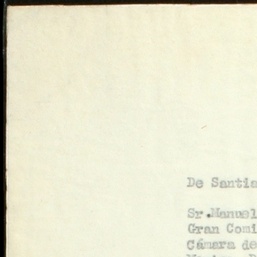 De Santia
Sr.Manuel
Gran Comi
Cámara de